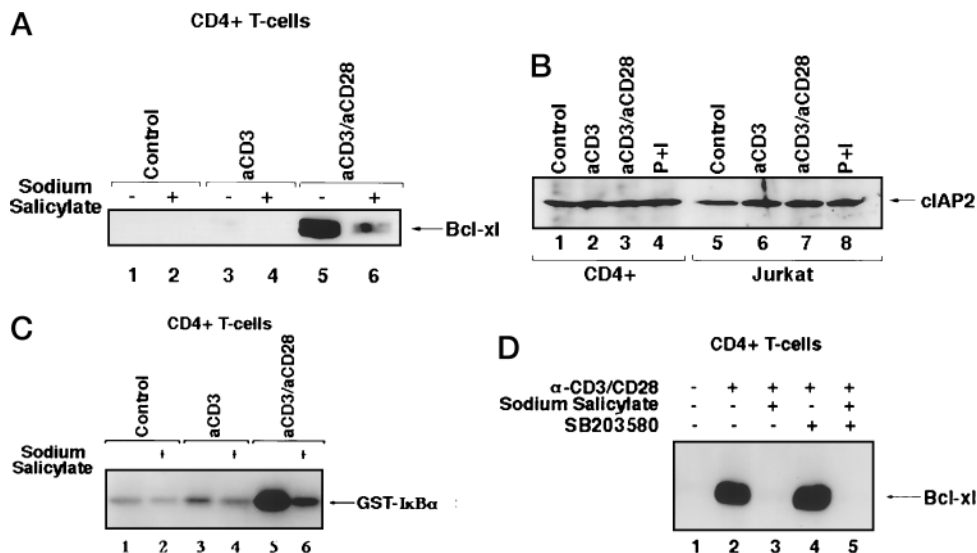 A
CD4+ T-cells
Control
aCD3
aCD3/aCD28
Sodium Salicylate
- + - + - +
Bcl-xl
1 2 3 4 5 6
B
Control
aCD3
aCD3/aCD28
P+I
Control
aCD3
aCD3/aCD28
P+I
cIAP2
1 2 3 4 5 6 7 8
CD4+ Jurkat
C
CD4+ T-cells
Control
aCD3
aCD3/aCD28
Sodium Salicylate
+ + +
GST-IκBα
1 2 3 4 5 6
D
CD4+ T-cells
α-CD3/CD28 - + + + +
Sodium Salicylate - - + - +
SB203580 - - - + +
Bcl-xl
1 2 3 4 5